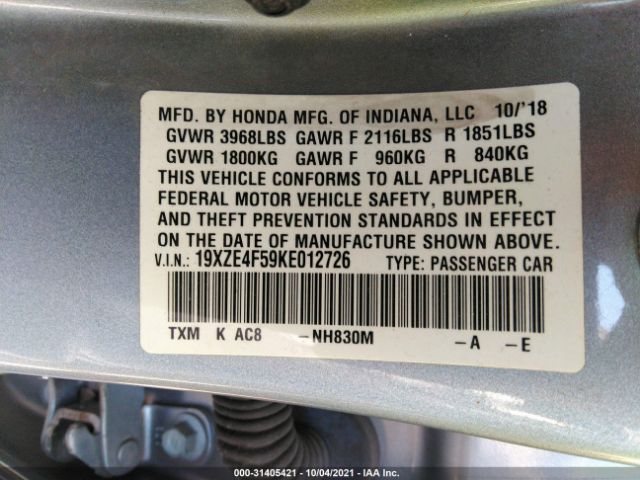 MFD. BY HONDA MFG. OF INDIANA, LLC 10/'18
GVWR 3968LBS GAWR F 2116LBS R 1851LBS
GVWR 1800KG GAWR F 960KG R 840KG
THIS VEHICLE CONFORMS TO ALL APPLICABLE
FEDERAL MOTOR VEHICLE SAFETY, BUMPER,
AND THEFT PREVENTION STANDARDS IN EFFECT
ON THE DATE OF MANUFACTURE SHOWN ABOVE.
V.I.N.: 19XZE4F59KE012726 TYPE: PASSENGER CAR
TXM K AC8 -NH830M -A -E
000-31405421 - 10/04/2021 - IAA Inc.